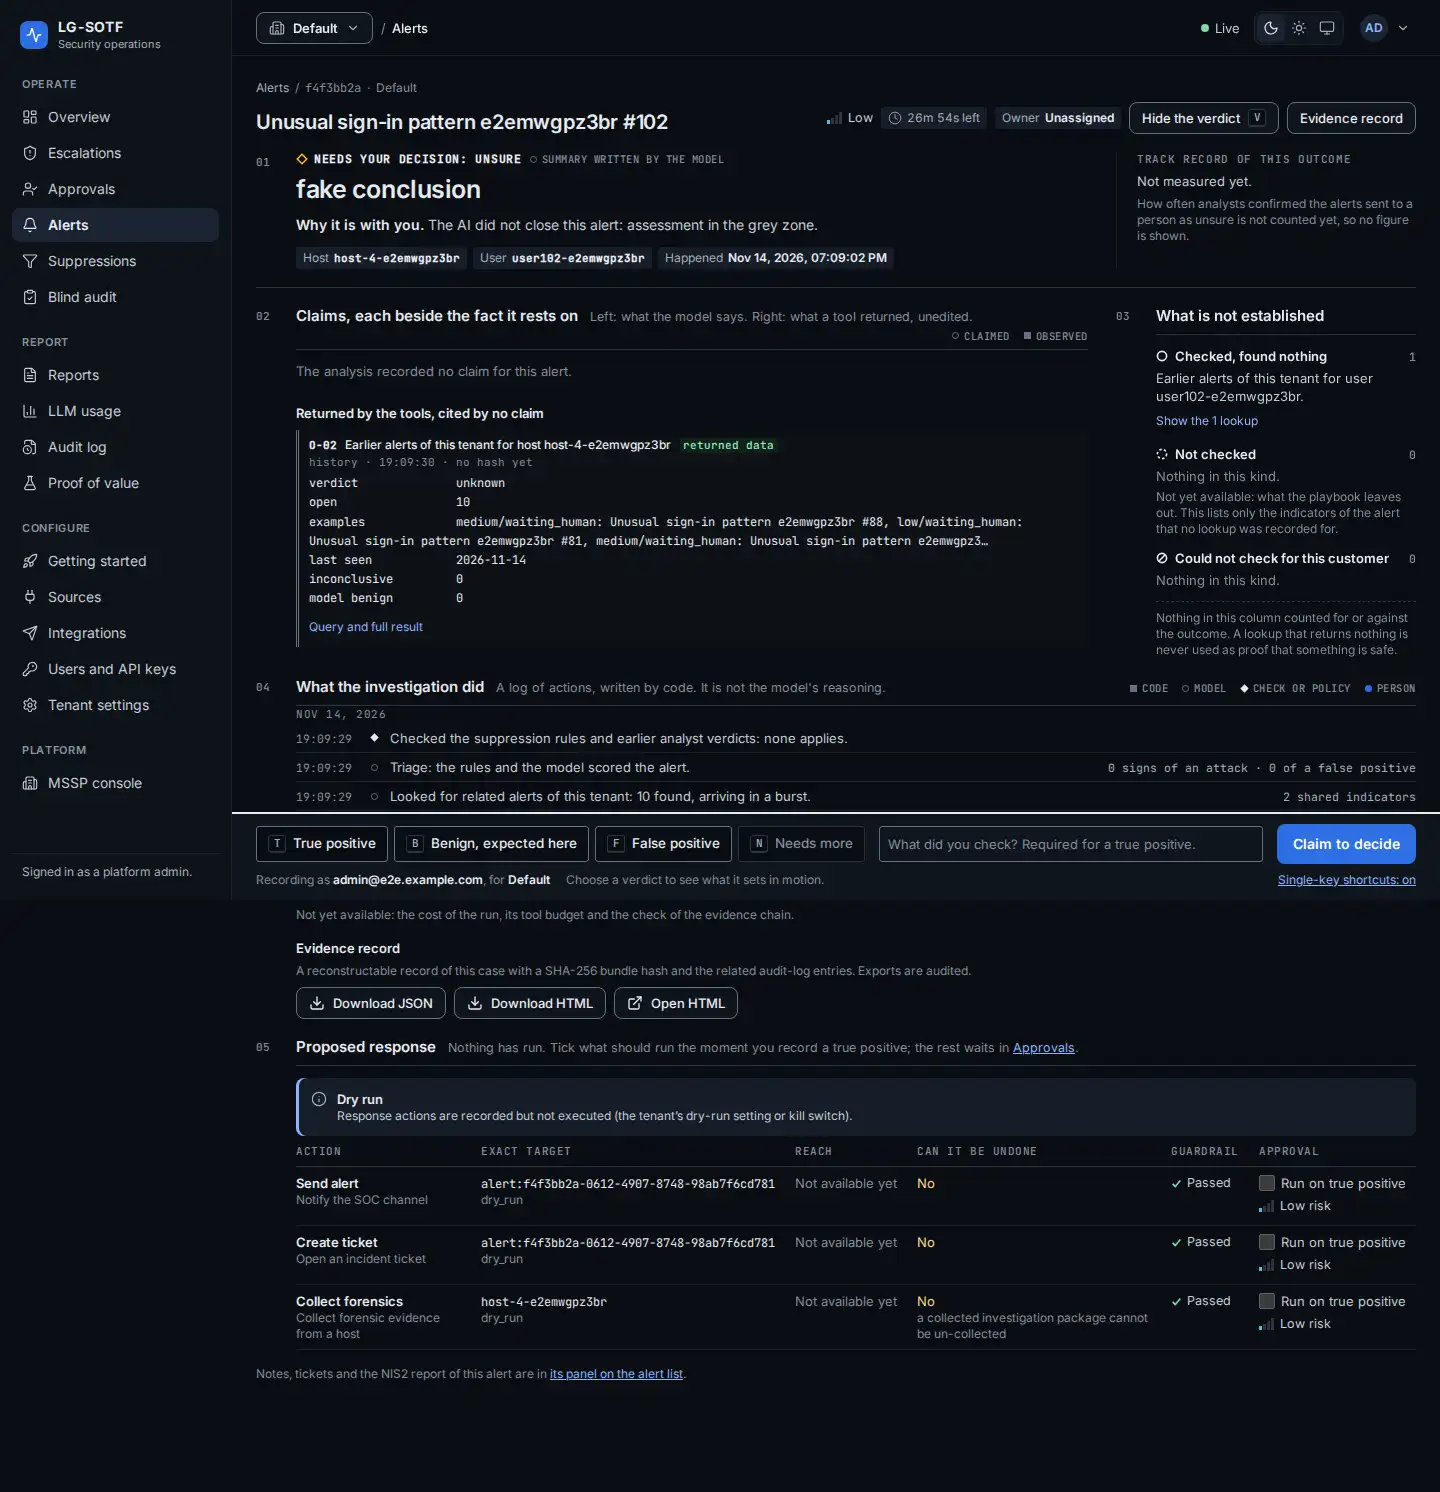 LG-SOTF
Security operations
OPERATE
Overview
Escalations
Approvals
Alerts
Suppressions
Blind audit
REPORT
Reports
LLM usage
Audit log
Proof of value
CONFIGURE
Getting started
Sources
Integrations
Users and API keys
Tenant settings
PLATFORM
MSSP console
Signed in as a platform admin.
Default / Alerts
Live
AD
Alerts / f4f3bb2a · Default
Unusual sign-in pattern e2emwgpz3br #102
Low 26m 54s left Owner Unassigned Hide the verdict V Evidence record
01 NEEDS YOUR DECISION: UNSURE SUMMARY WRITTEN BY THE MODEL
fake conclusion
Why it is with you. The AI did not close this alert: assessment in the grey zone.
Host host-4-e2emwgpz3br User user102-e2emwgpz3br Happened Nov 14, 2026, 07:09:02 PM
TRACK RECORD OF THIS OUTCOME
Not measured yet.
How often analysts confirmed the alerts sent to a
person as unsure is not counted yet, so no figure
is shown.
02 Claims, each beside the fact it rests on Left: what the model says. Right: what a tool returned, unedited.
CLAIMED OBSERVED
The analysis recorded no claim for this alert.
Returned by the tools, cited by no claim
O-02 Earlier alerts of this tenant for host host-4-e2emwgpz3br returned data
history · 19:09:30 · no hash yet
verdict unknown
open 10
examples medium/waiting_human: Unusual sign-in pattern e2emwgpz3br #88, low/waiting_human:
Unusual sign-in pattern e2emwgpz3br #81, medium/waiting_human: Unusual sign-in pattern e2emwgpz3…
last seen 2026-11-14
inconclusive 0
model benign 0
Query and full result
03 What is not established
Checked, found nothing 1
Earlier alerts of this tenant for user
user102-e2emwgpz3br.
Show the 1 lookup
Not checked 0
Nothing in this kind.
Not yet available: what the playbook leaves
out. This lists only the indicators of the alert
that no lookup was recorded for.
Could not check for this customer 0
Nothing in this kind.
Nothing in this column counted for or against
the outcome. A lookup that returns nothing is
never used as proof that something is safe.
04 What the investigation did A log of actions, written by code. It is not the model's reasoning. CODE MODEL CHECK OR POLICY PERSON
NOV 14, 2026
19:09:29 Checked the suppression rules and earlier analyst verdicts: none applies.
19:09:29 Triage: the rules and the model scored the alert. 0 signs of an attack · 0 of a false positive
19:09:29 Looked for related alerts of this tenant: 10 found, arriving in a burst. 2 shared indicators
T True positive B Benign, expected here F False positive N Needs more What did you check? Required for a true positive. Claim to decide
Recording as admin@e2e.example.com, for Default Choose a verdict to see what it sets in motion. Single-key shortcuts: on
Not yet available: the cost of the run, its tool budget and the check of the evidence chain.
Evidence record
A reconstructable record of this case with a SHA-256 bundle hash and the related audit-log entries. Exports are audited.
Download JSON Download HTML Open HTML
05 Proposed response Nothing has run. Tick what should run the moment you record a true positive; the rest waits in Approvals.
Dry run
Response actions are recorded but not executed (the tenant's dry-run setting or kill switch).
ACTION EXACT TARGET REACH CAN IT BE UNDONE GUARDRAIL APPROVAL
Send alert alert:f4f3bb2a-0612-4907-8748-98ab7f6cd781 Not available yet No Passed Run on true positive
Notify the SOC channel dry_run Low risk
Create ticket alert:f4f3bb2a-0612-4907-8748-98ab7f6cd781 Not available yet No Passed Run on true positive
Open an incident ticket dry_run Low risk
Collect forensics host-4-e2emwgpz3br Not available yet No Passed Run on true positive
Collect forensic evidence dry_run a collected investigation package cannot Low risk
from a host be un-collected
Notes, tickets and the NIS2 report of this alert are in its panel on the alert list.